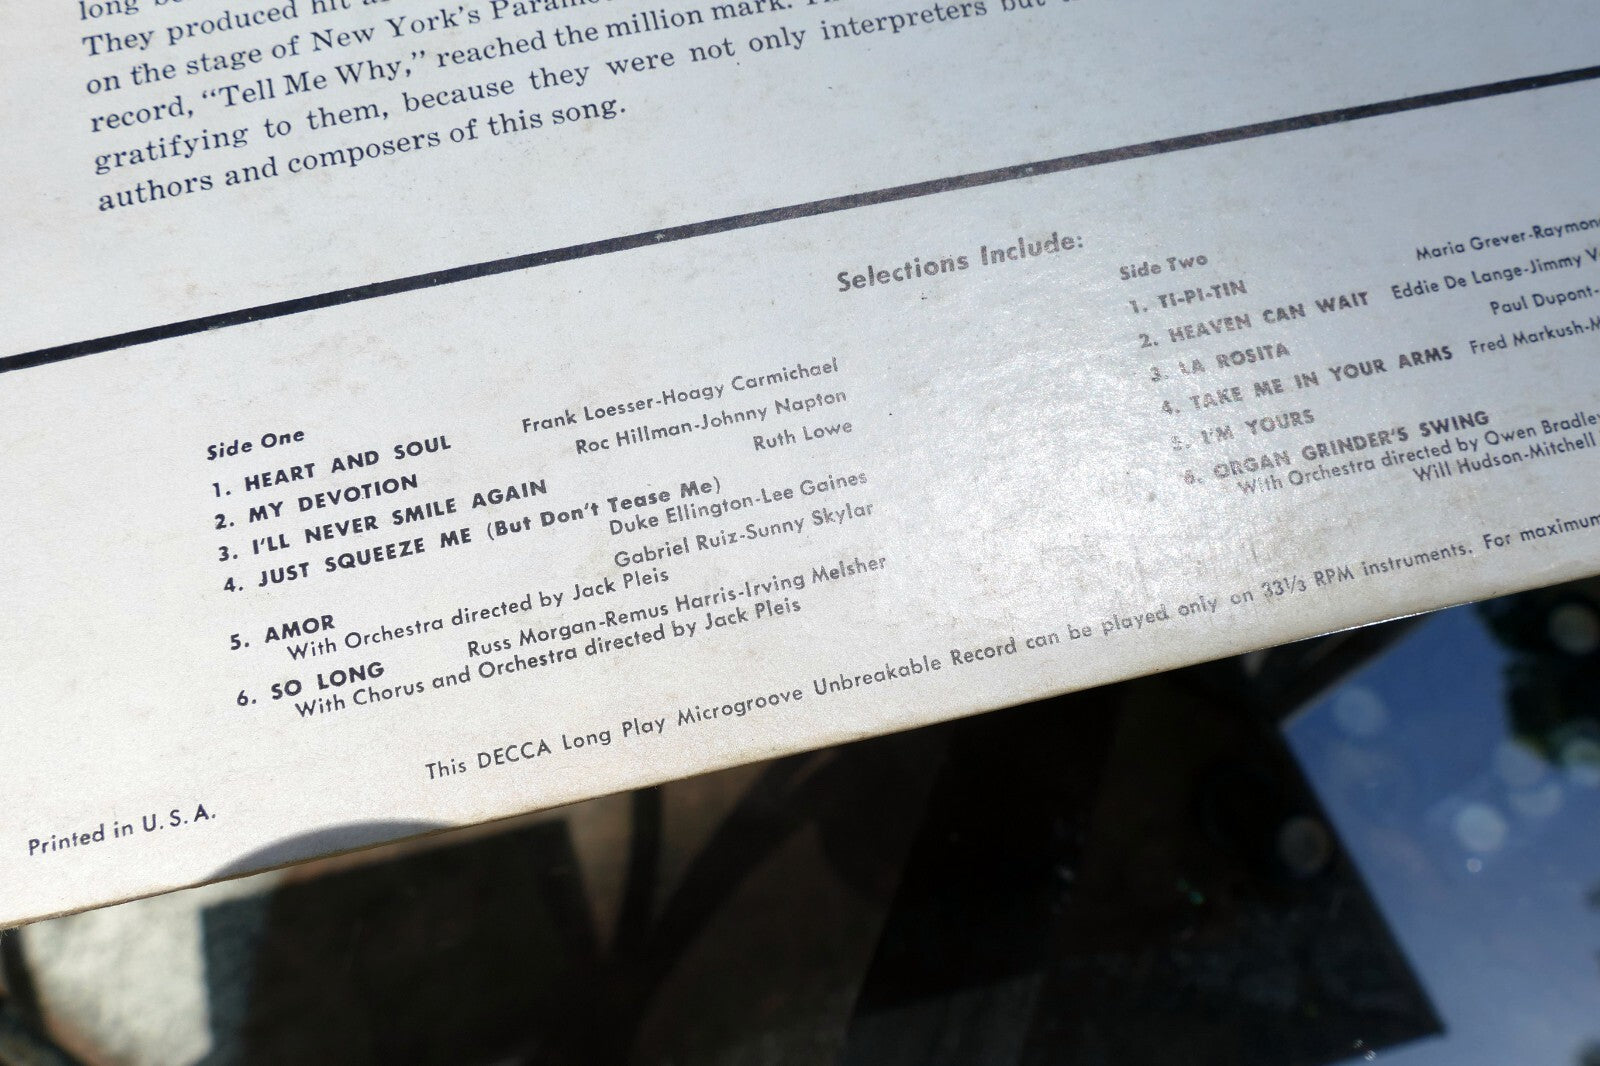 long
They produced hit
on the stage of New York's
record, “Tell Me Why,” reached the million mark.
gratifying to them, because they were not only interpreters but
authors and composers of this song.
Selections Include:
Side One
1. HEART AND SOUL Frank Loesser-Hoagy Carmichael
2. MY DEVOTION Roc Hillman-Johnny Napton
3. I'LL NEVER SMILE AGAIN Ruth Lowe
4. JUST SQUEEZE ME (But Don't Tease Me)
Duke Ellington-Lee Gaines
5. AMOR Gabriel Ruiz-Sunny Skylar
With Orchestra directed by Jack Pleis
6. SO LONG Russ Morgan-Remus Harris-Irving Melsher
With Chorus and Orchestra directed by Jack Pleis
Side Two
1. TI-PI-TIN Maria Grever-Raymond
2. HEAVEN CAN WAIT Eddie De Lange-Jimmy
3. LA ROSITA Paul Dupont-
4. TAKE ME IN YOUR ARMS Fred Markush-
5. I'M YOURS
6. ORGAN GRINDER'S SWING
With Orchestra directed by Owen Bradley
Will Hudson-Mitchell
This DECCA Long Play Microgroove Unbreakable Record can be played only on 33⅓ RPM instruments. For maximum
Printed in U. S. A.